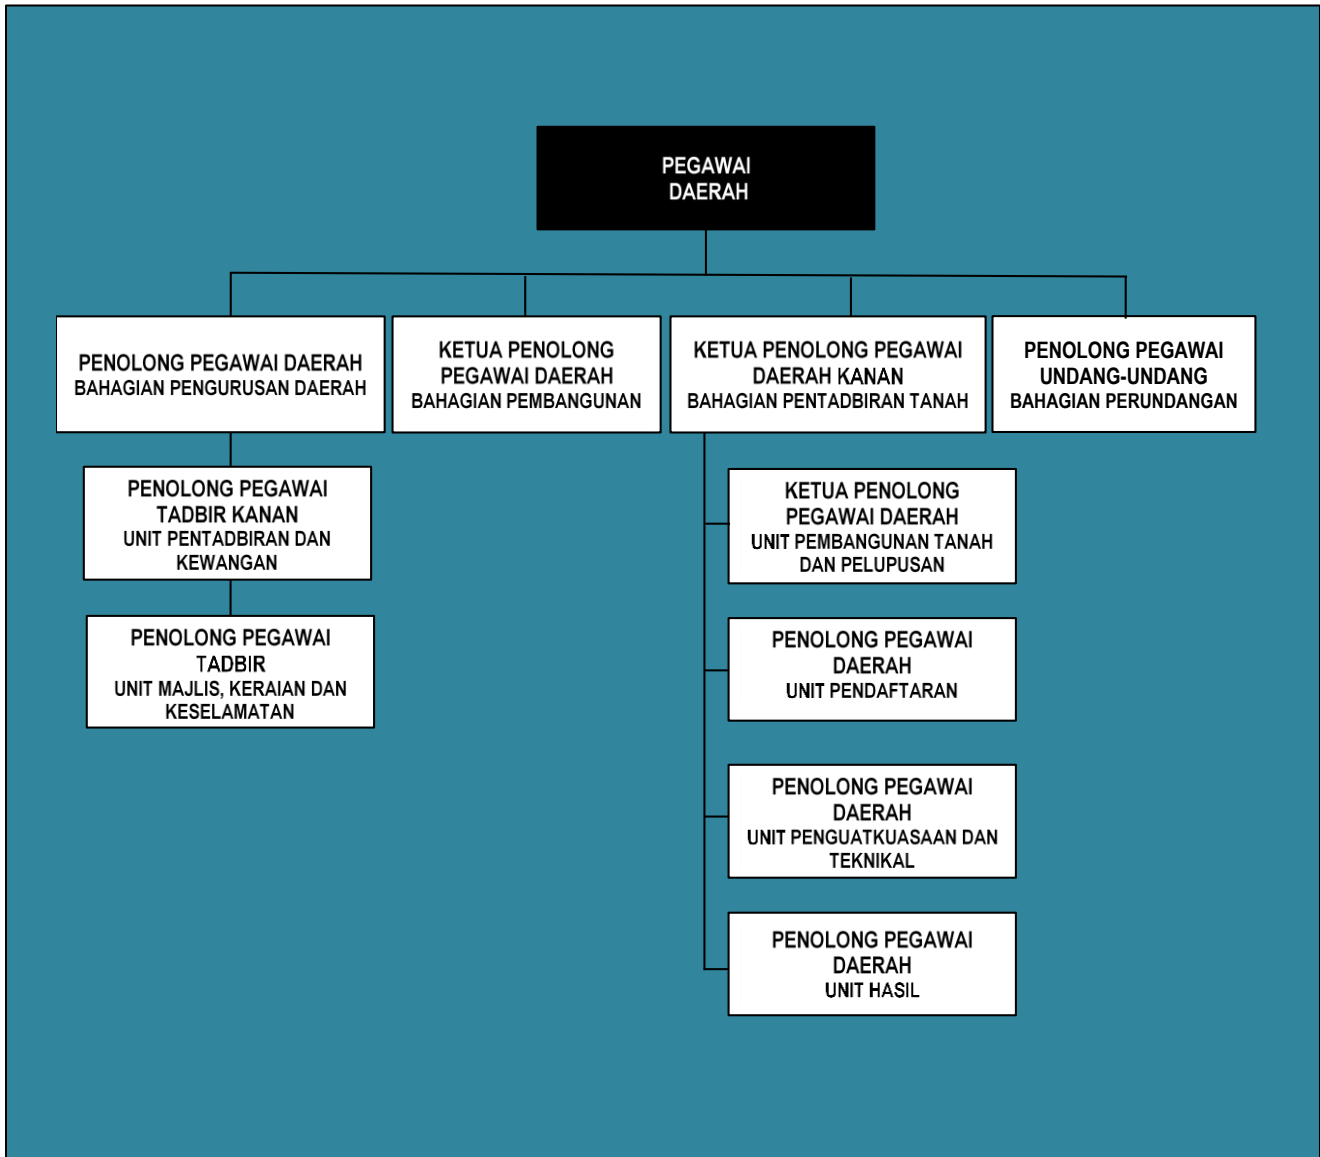 PEGAWAI
DAERAH
PENOLONG PEGAWAI DAERAH
BAHAGIAN PENGURUSAN DAERAH
KETUA PENOLONG
PEGAWAI DAERAH
BAHAGIAN PEMBANGUNAN
KETUA PENOLONG PEGAWAI
DAERAH KANAN
BAHAGIAN PENTADBIRAN TANAH
PENOLONG PEGAWAI
UNDANG-UNDANG
BAHAGIAN PERUNDANGAN
PENOLONG PEGAWAI
TADBIR KANAN
UNIT PENTADBIRAN DAN
KEWANGAN
PENOLONG PEGAWAI
TADBIR
UNIT MAJLIS, KERAIAN DAN
KESELAMATAN
KETUA PENOLONG
PEGAWAI DAERAH
UNIT PEMBANGUNAN TANAH
DAN PELUPUSAN
PENOLONG PEGAWAI
DAERAH
UNIT PENDAFTARAN
PENOLONG PEGAWAI
DAERAH
UNIT PENGUATKUASAAN DAN
TEKNIKAL
PENOLONG PEGAWAI
DAERAH
UNIT HASIL